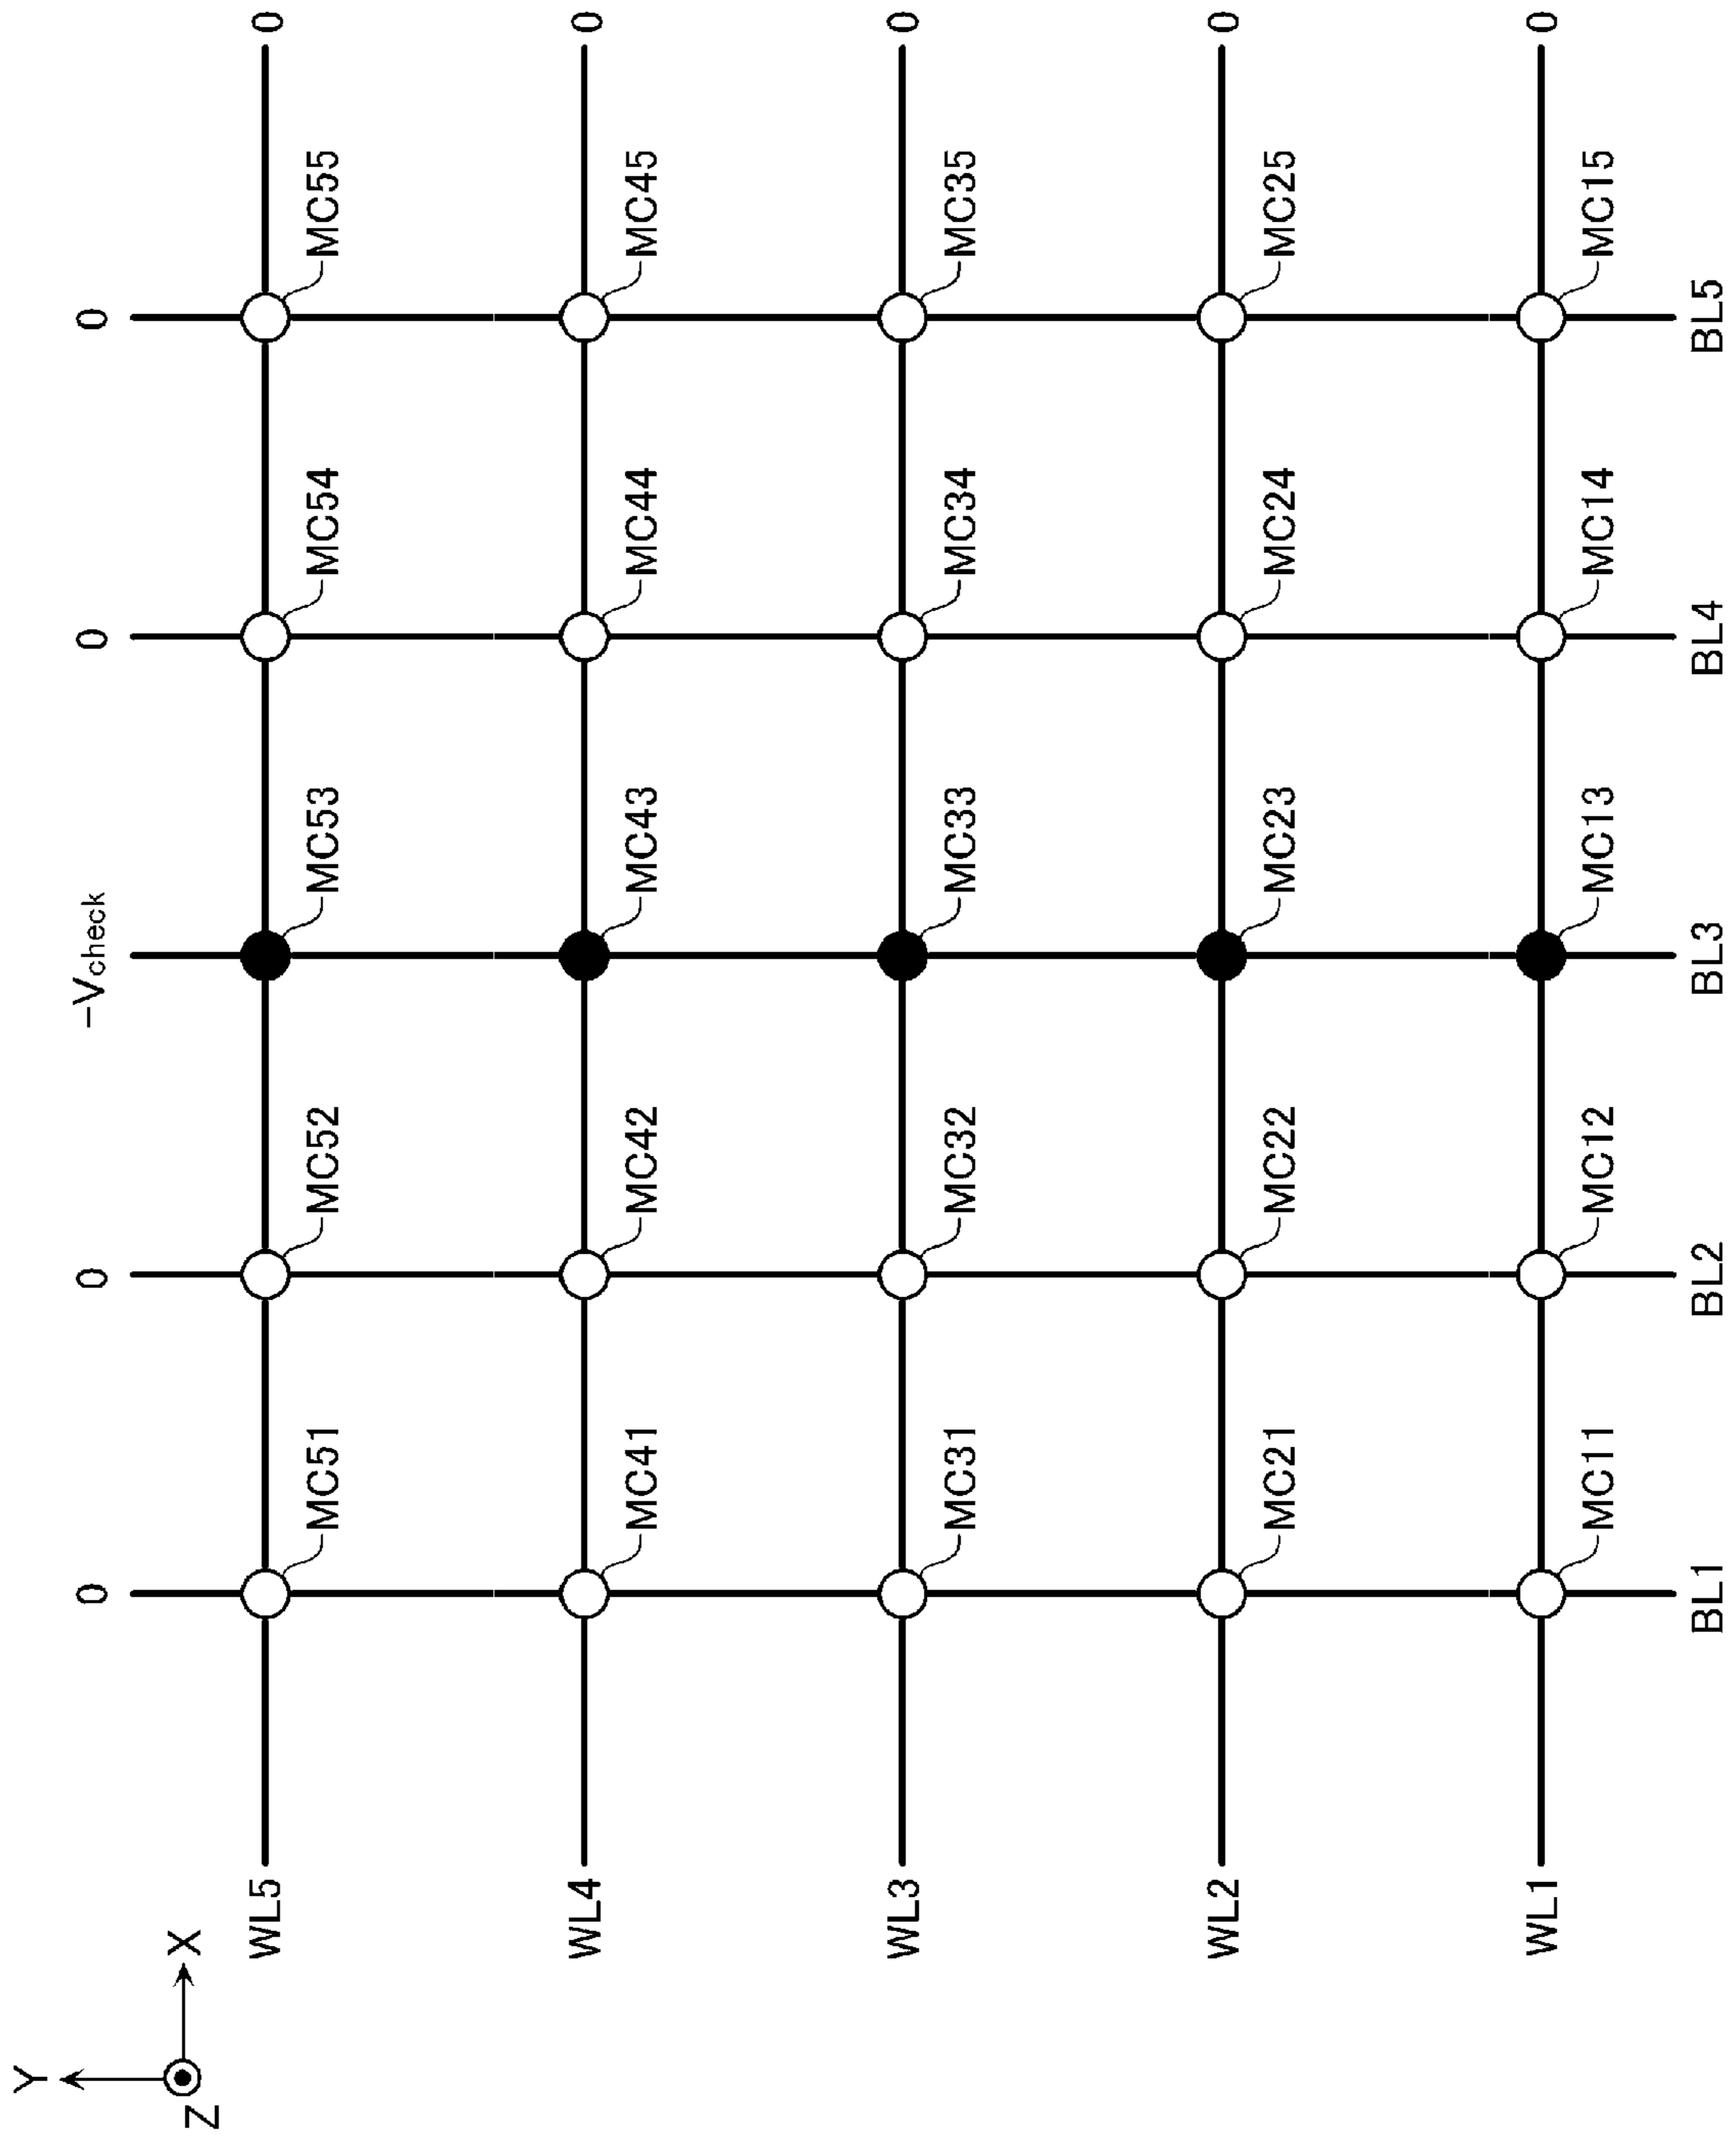 Y
0 0 -Vcheck 0 0
Z X
WL5 0
MC51 MC52 MC53 MC54 MC55
WL4 0
MC41 MC42 MC43 MC44 MC45
WL3 0
MC31 MC32 MC33 MC34 MC35
WL2 0
MC21 MC22 MC23 MC24 MC25
WL1 0
MC11 MC12 MC13 MC14 MC15
BL1 BL2 BL3 BL4 BL5